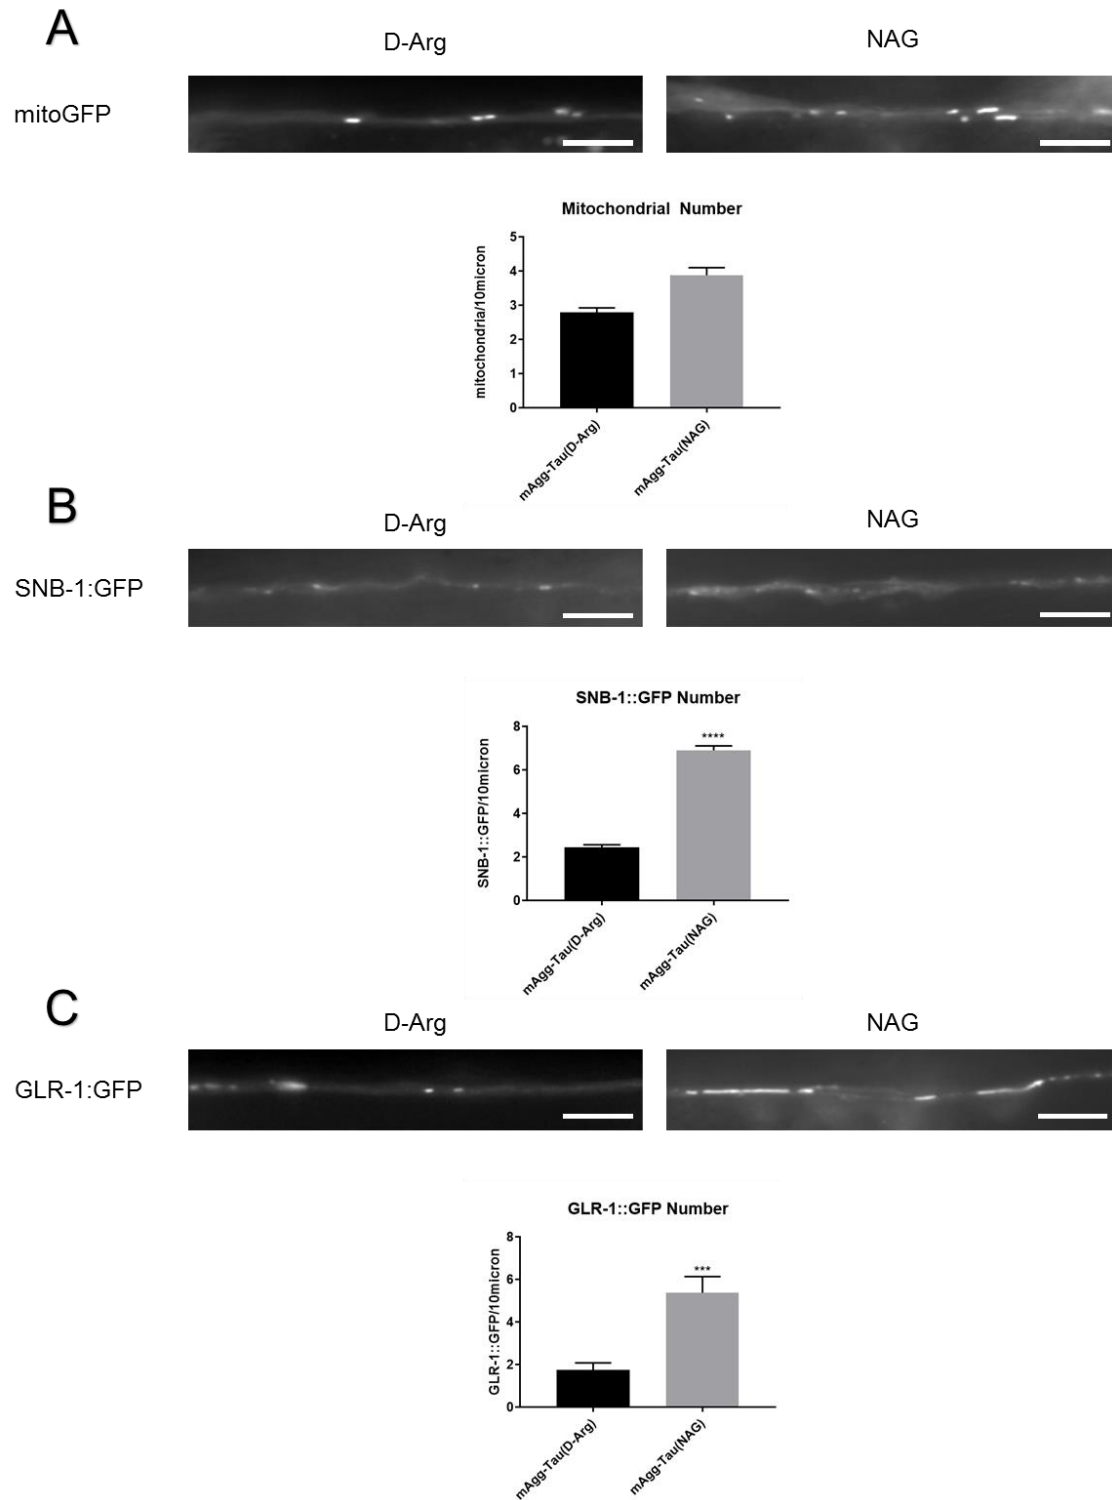 A
D-Arg
NAG
mitoGFP
Mitochondrial Number
mitochondria/10micron
5
4
3
2
1
0
mAgg-Tau(D-Arg)
mAgg-Tau(NAG)
B
D-Arg
NAG
SNB-1:GFP
SNB-1::GFP Number
SNB-1::GFP/10micron
8
6
4
2
0
****
mAgg-Tau(D-Arg)
mAgg-Tau(NAG)
C
D-Arg
NAG
GLR-1:GFP
GLR-1::GFP Number
GLR-1::GFP/10micron
8
6
4
2
0
***
mAgg-Tau(D-Arg)
mAgg-Tau(NAG)